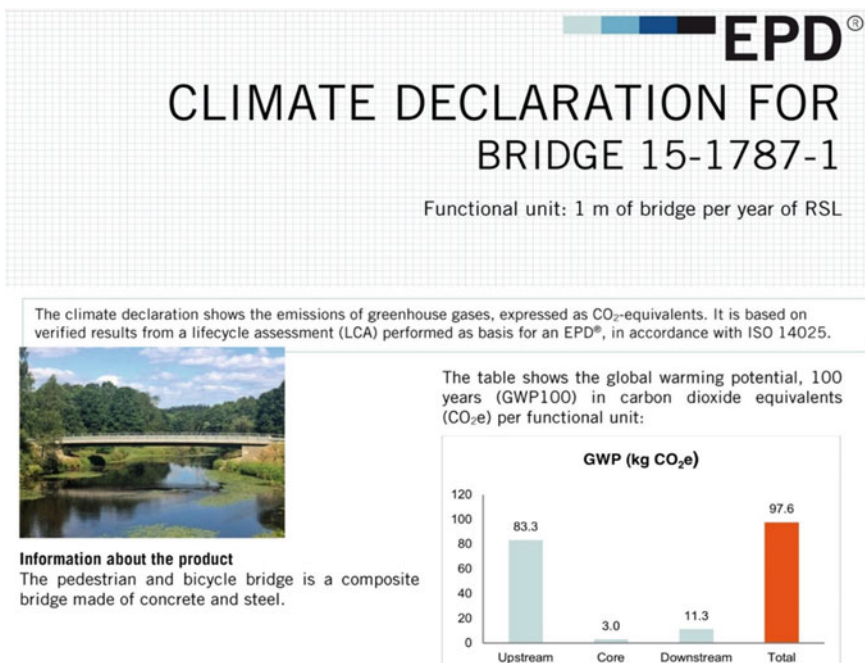 EPD®
CLIMATE DECLARATION FOR
BRIDGE 15-1787-1
Functional unit: 1 m of bridge per year of RSL
The climate declaration shows the emissions of greenhouse gases, expressed as CO₂-equivalents. It is based on
verified results from a lifecycle assessment (LCA) performed as basis for an EPD®, in accordance with ISO 14025.
Information about the product
The pedestrian and bicycle bridge is a composite
bridge made of concrete and steel.
The table shows the global warming potential, 100
years (GWP100) in carbon dioxide equivalents
(CO₂e) per functional unit:
GWP (kg CO₂e)
120
100
80
60
40
20
0
83.3
3.0
11.3
97.6
Upstream Core Downstream Total